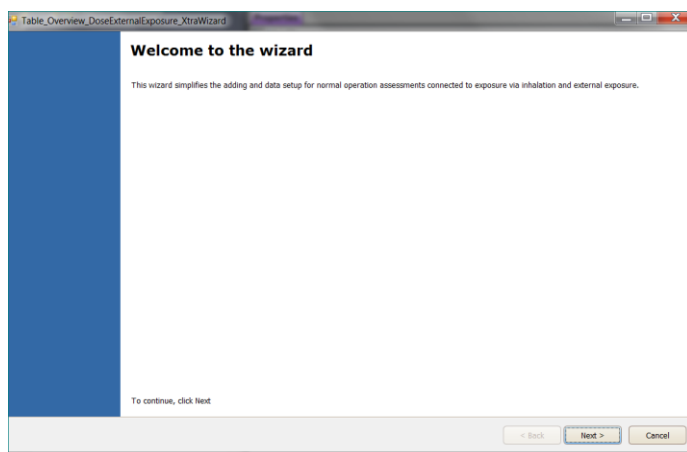 Table_Overview_DoseExternalExposure_XtraWizard
Properties
Welcome to the wizard
This wizard simplifies the adding and data setup for normal operation assessments connected to exposure via inhalation and external exposure.
To continue, click Next
< Back
Next >
Cancel